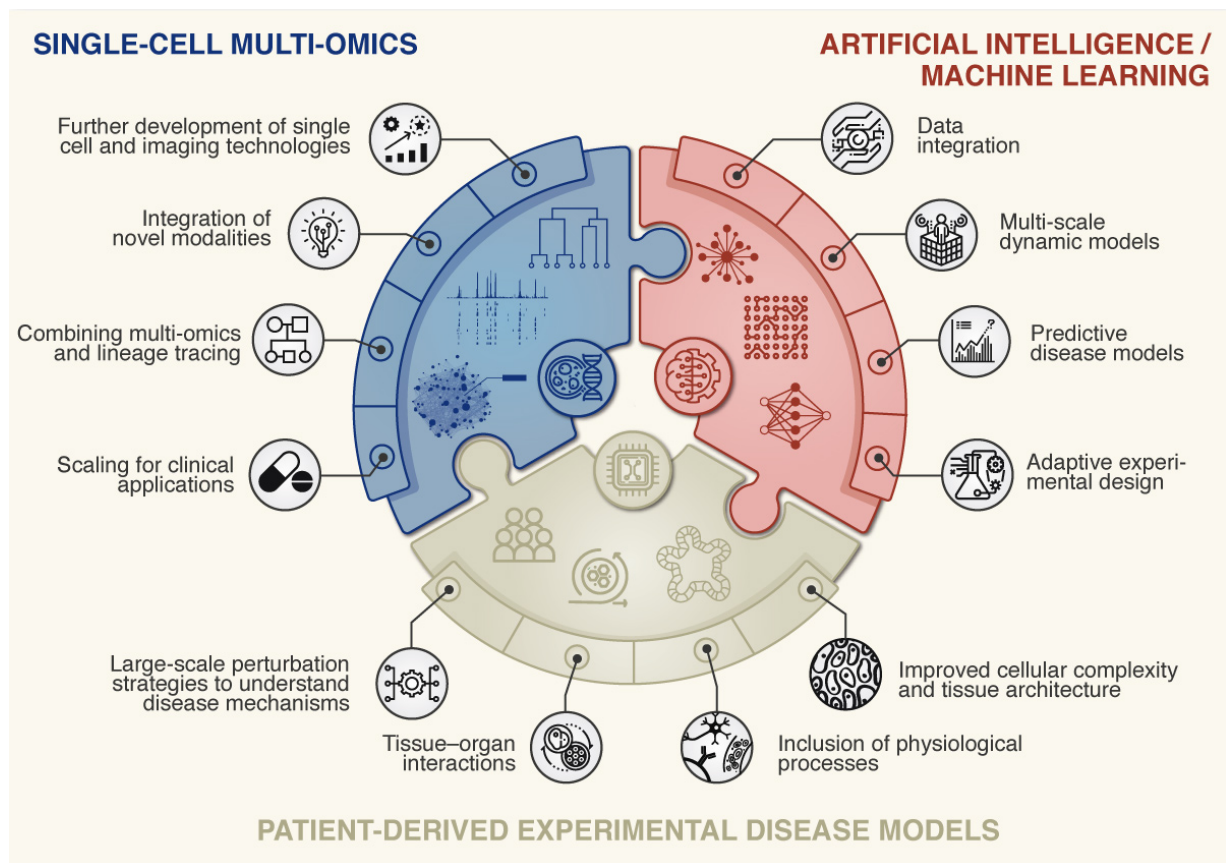 SINGLE-CELL MULTI-OMICS
ARTIFICIAL INTELLIGENCE /
MACHINE LEARNING
Further development of single
cell and imaging technologies
Integration of
novel modalities
Combining multi-omics
and lineage tracing
Scaling for clinical
applications
Data
integration
Multi-scale
dynamic models
Predictive
disease models
Adaptive experi-
mental design
Large-scale perturbation
strategies to understand
disease mechanisms
Tissue–organ
interactions
Inclusion of physiological
processes
Improved cellular complexity
and tissue architecture
PATIENT-DERIVED EXPERIMENTAL DISEASE MODELS